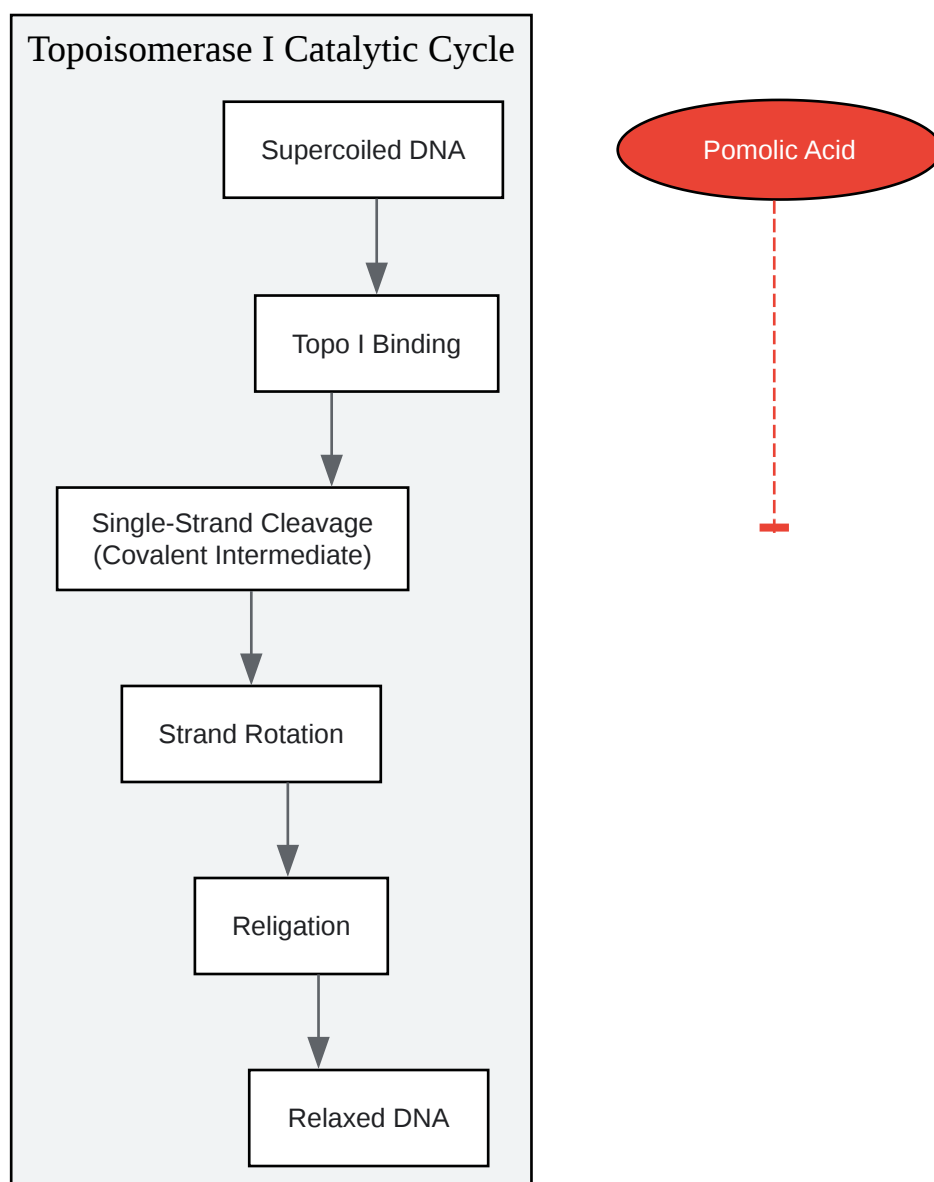 Topoisomerase I Catalytic Cycle
Supercoiled DNA
Pomolic Acid
Topo I Binding
Single-Strand Cleavage
(Covalent Intermediate)
Strand Rotation
Religation
Relaxed DNA